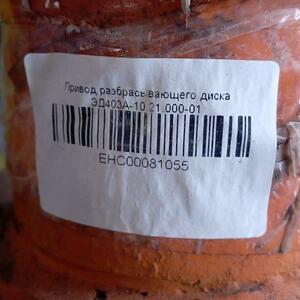 Привод разбрасывающего диска
ЭД403А-10.21.000-01
ЕНС00081055